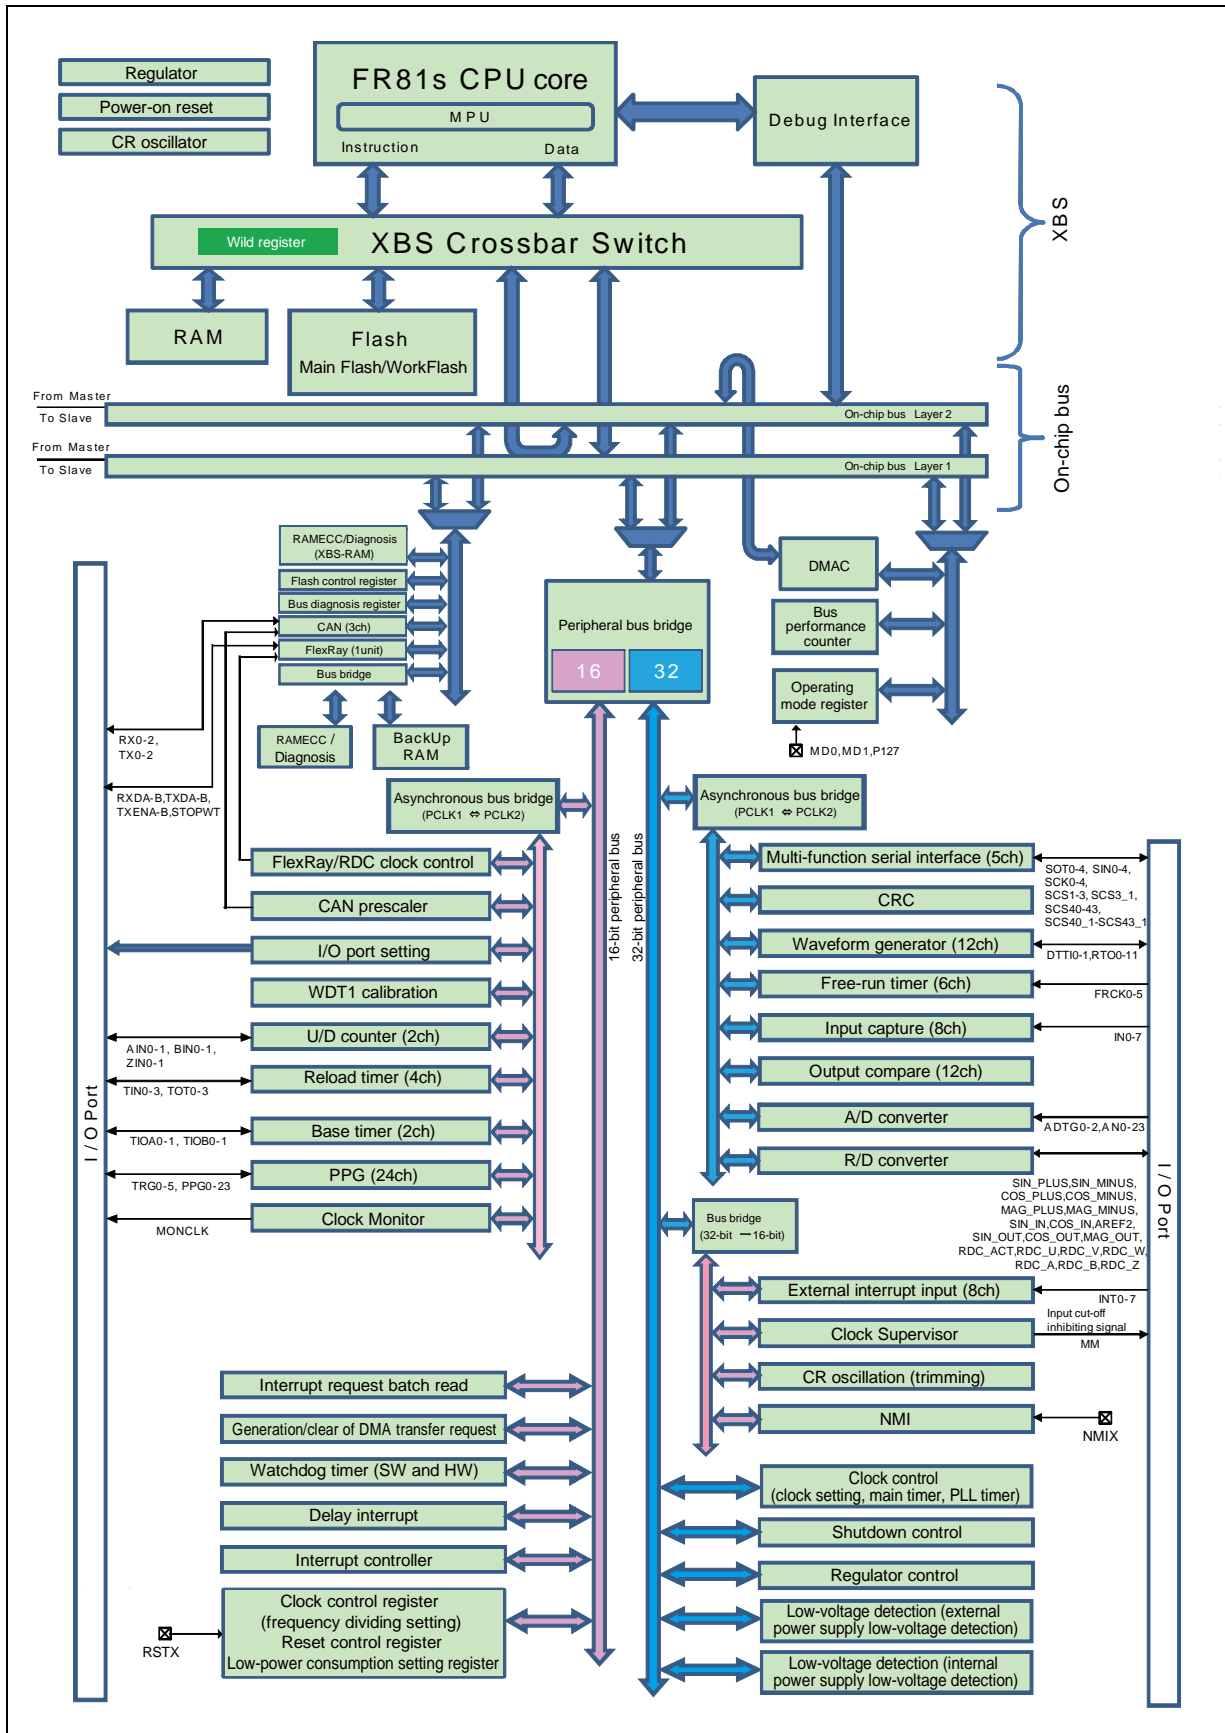 Regulator
Power-on reset
CR oscillator
FR81s CPU core
MPU
Instruction
Data
Debug Interface
XBS
Wild register
XBS Crossbar Switch
RAM
Flash
Main Flash/WorkFlash
From Master
To Slave
On-chip bus Layer 2
From Master
To Slave
On-chip bus Layer 1
On-chip bus
RAMECC/Diagnosis
(XBS-RAM)
Flash control register
Bus diagnosis register
CAN (3ch)
FlexRay (1unit)
Bus bridge
RAMECC /
Diagnosis
BackUp
RAM
Peripheral bus bridge
16
32
DMAC
Bus
performance
counter
Operating
mode register
MD0,MD1,P127
RX0-2,
TX0-2
RXDA-B,TXDA-B,
TXENA-B,STOPWT
Asynchronous bus bridge
(PCLK1 ⇔ PCLK2)
Asynchronous bus bridge
(PCLK1 ⇔ PCLK2)
16-bit peripheral bus
32-bit peripheral bus
FlexRay/RDC clock control
CAN prescaler
I/O port setting
WDT1 calibration
U/D counter (2ch)
AIN0-1, BIN0-1,
ZIN0-1
Reload timer (4ch)
TIN0-3, TOT0-3
Base timer (2ch)
TIOA0-1, TIOB0-1
PPG (24ch)
TRG0-5, PPG0-23
Clock Monitor
MONCLK
I / O Port
Multi-function serial interface (5ch)
SOT0-4, SIN0-4,
SCK0-4,
SCS1-3, SCS3_1,
SCS40-43,
SCS40_1-SCS43_1
CRC
Waveform generator (12ch)
DTTI0-1,RTO0-11
Free-run timer (6ch)
FRCK0-5
Input capture (8ch)
IN0-7
Output compare (12ch)
A/D converter
ADTG0-2,AN0-23
R/D converter
SIN_PLUS,SIN_MINUS,
COS_PLUS,COS_MINUS,
MAG_PLUS,MAG_MINUS,
SIN_IN,COS_IN,AREF2,
SIN_OUT,COS_OUT,MAG_OUT,
RDC_ACT,RDC_U,RDC_V,RDC_W,
RDC_A,RDC_B,RDC_Z
I / O Port
Bus bridge
(32-bit —16-bit)
External interrupt input (8ch)
INT0-7
Clock Supervisor
Input cut-off
inhibiting signal
MM
CR oscillation (trimming)
NMI
NMIX
Interrupt request batch read
Generation/clear of DMA transfer request
Watchdog timer (SW and HW)
Delay interrupt
Interrupt controller
Clock control register
(frequency dividing setting)
Reset control register
Low-power consumption setting register
RSTX
Clock control
(clock setting, main timer, PLL timer)
Shutdown control
Regulator control
Low-voltage detection (external
power supply low-voltage detection)
Low-voltage detection (internal
power supply low-voltage detection)